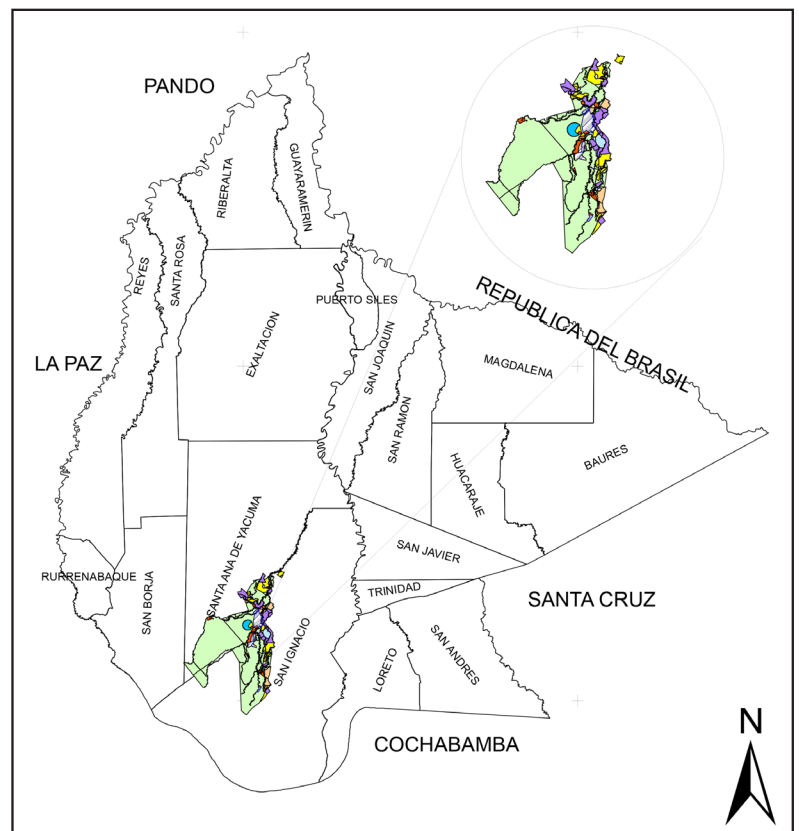 PANDO
RIBERALTA
GUAYARAMERIN
REYES
SANTA ROSA
PUERTO SILES
REPUBLICA DEL BRASIL
EXALTACION
SAN JOAQUIN
LA PAZ
MAGDALENA
SAN RAMON
HUACARAJE
BAURES
SANTA ANA DE YACUMA
SAN JAVIER
RURRENABAQUE
SAN BORJA
TRINIDAD
SANTA CRUZ
SAN IGNACIO
LORETO
SAN ANDRES
COCHABAMBA
N